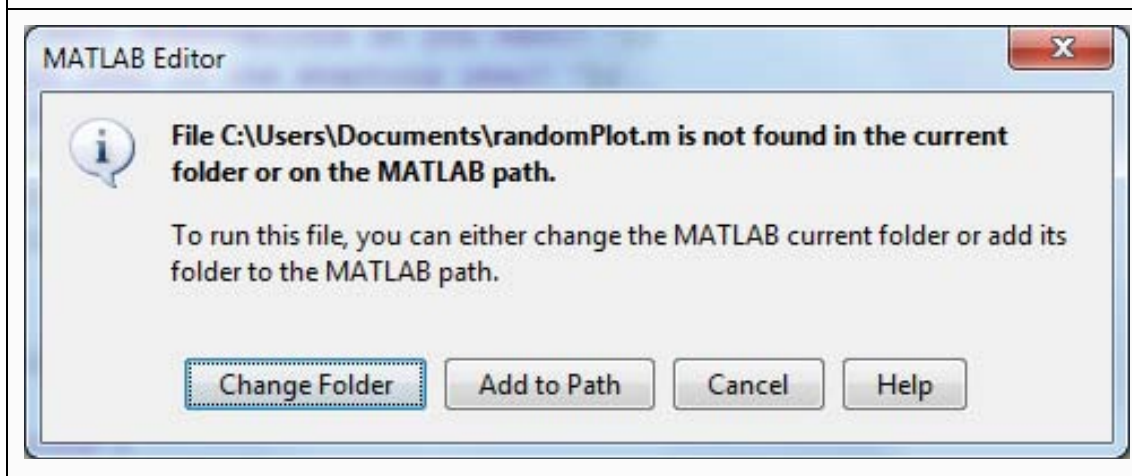 MATLAB Editor
File C:\Users\Documents\randomPlot.m is not found in the current
folder or on the MATLAB path.
To run this file, you can either change the MATLAB current folder or add its
folder to the MATLAB path.
Change Folder Add to Path Cancel Help